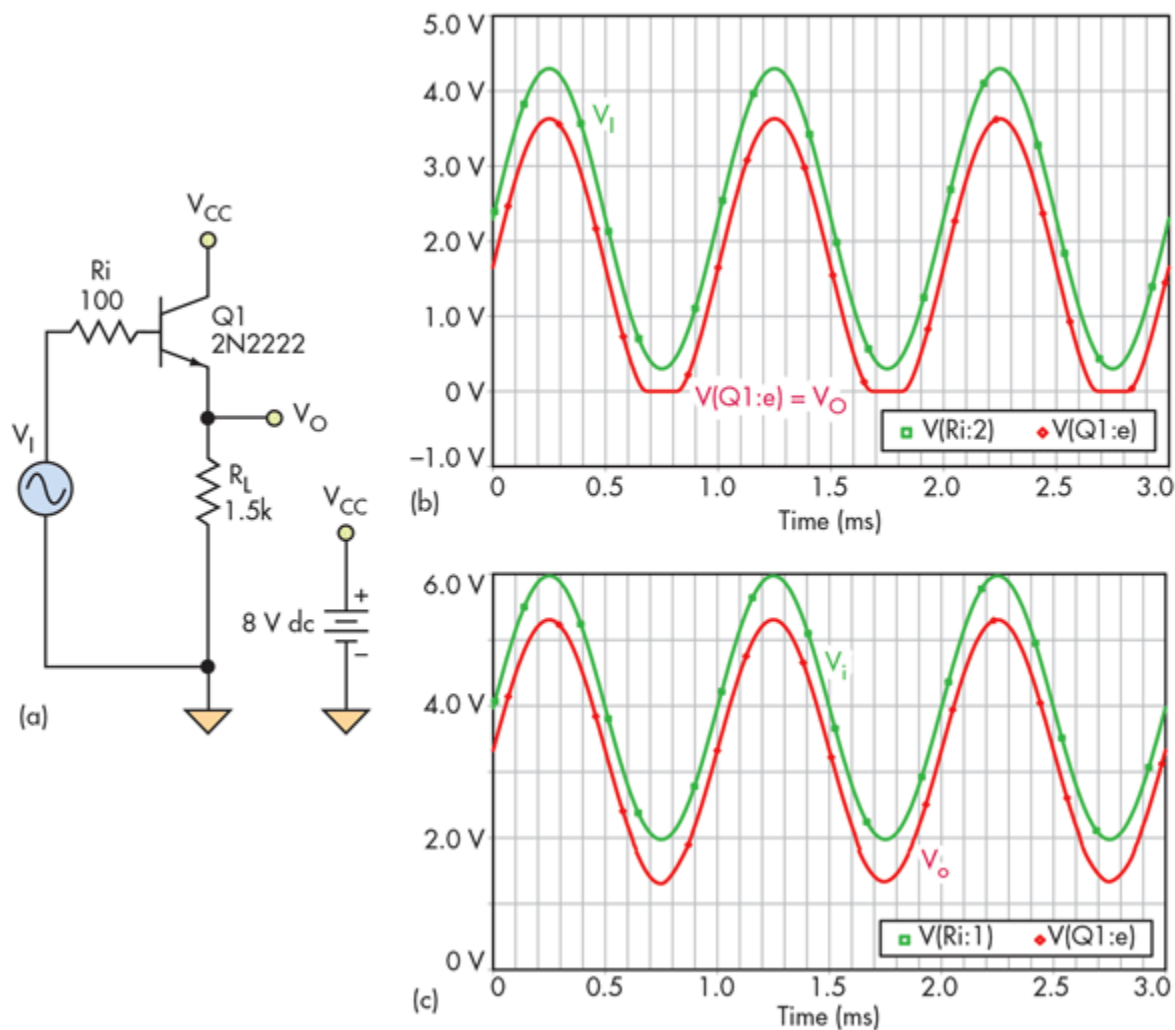 V_CC
Ri
100
Q1
2N2222
V_I
V_O
R_L
1.5k
V_CC
8 V dc
+
–
(a)
5.0 V
4.0 V
3.0 V
2.0 V
1.0 V
0 V
–1.0 V
V_I
V(Q1:e) = V_O
V(Ri:2) V(Q1:e)
0 0.5 1.0 1.5 2.0 2.5 3.0
Time (ms)
(b)
6.0 V
4.0 V
2.0 V
0 V
V_i
V_o
V(Ri:1) V(Q1:e)
0 0.5 1.0 1.5 2.0 2.5 3.0
Time (ms)
(c)